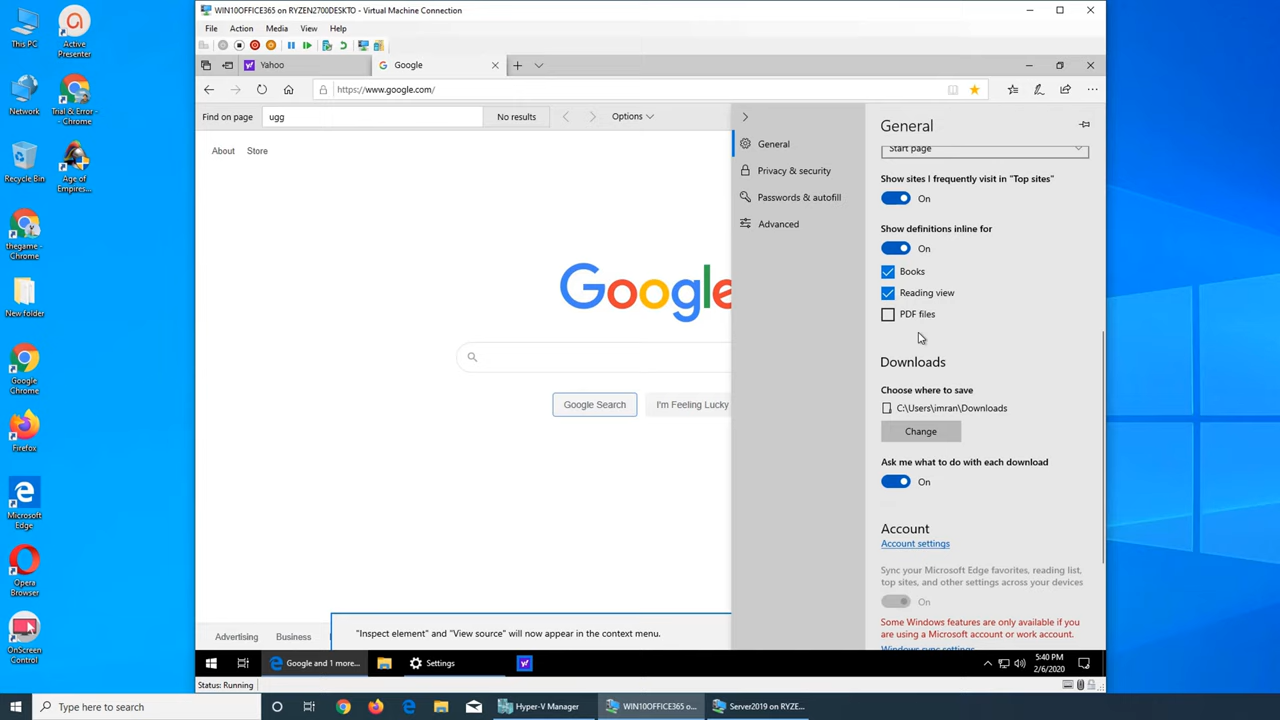 WIN10OFFICE365 on RYZEN2700DESKTO - Virtual Machine Connection
File Action Media View Help
Yahoo
Google
https://www.google.com/
Find on page
ugg
No results
Options
About Store
Google
Google Search
I'm Feeling Lucky
Advertising Business
"Inspect element" and "View source" will now appear in the context menu.
General
Privacy & security
Passwords & autofill
Advanced
General
Start page
Show sites I frequently visit in "Top sites"
On
Show definitions inline for
On
Books
Reading view
PDF files
Downloads
Choose where to save
C:\Users\imran\Downloads
Change
Ask me what to do with each download
On
Account
Account settings
Sync your Microsoft Edge favorites, reading list,
top sites, and other settings across your devices
On
Some Windows features are only available if you
are using a Microsoft account or work account.
Windows sync settings
Google and 1 more...
Settings
5:40 PM
2/6/2020
Status: Running
This PC
Active
Presenter
Network
Trial & Error -
- Chrome
Recycle Bin
Age of
Empires...
thegame -
Chrome
New folder
Google
Chrome
Firefox
Microsoft
Edge
Opera
Browser
OnScreen
Control
Type here to search
Hyper-V Manager
WIN10OFFICE365 o...
Server2019 on RYZE...